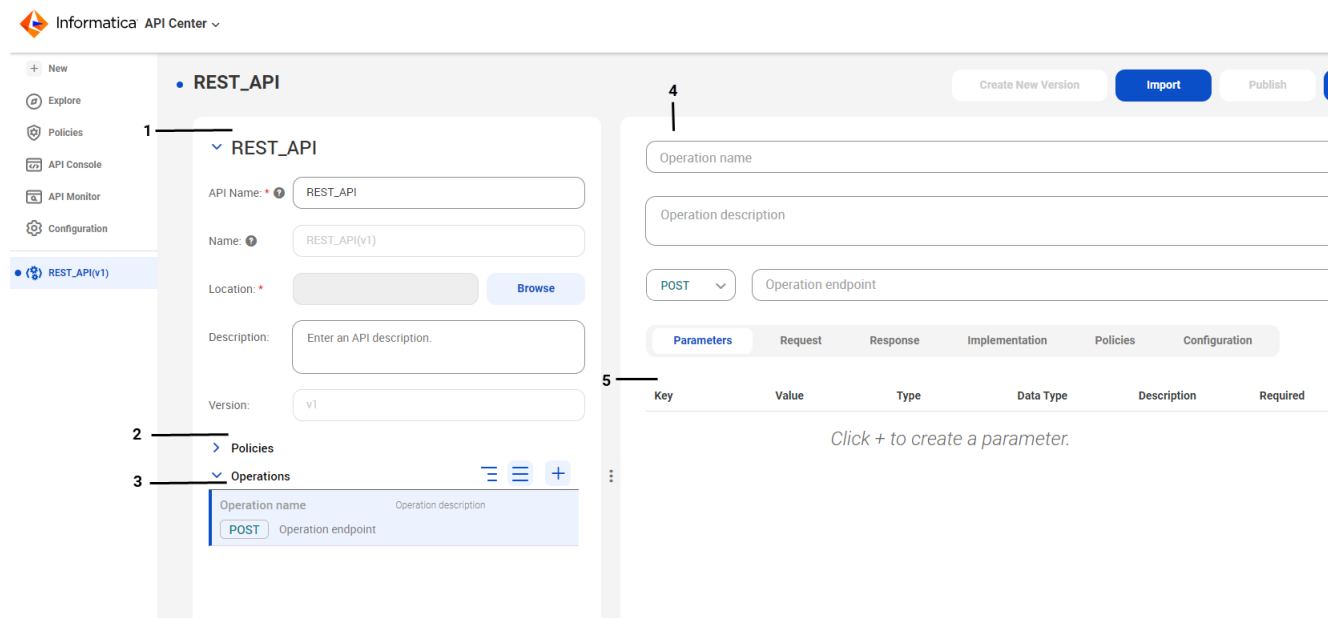 Informatica API Center
New
Explore
Policies
API Console
API Monitor
Configuration
REST_API(v1)
REST_API
Create New Version
Import
Publish
1
REST_API
API Name: * ?
REST_API
Name: ?
REST_API(v1)
Location: *
Browse
Description:
Enter an API description.
Version:
v1
2
Policies
3
Operations
Operation name Operation description
POST Operation endpoint
4
Operation name
Operation description
POST Operation endpoint
Parameters Request Response Implementation Policies Configuration
5
Key Value Type Data Type Description Required
Click + to create a parameter.